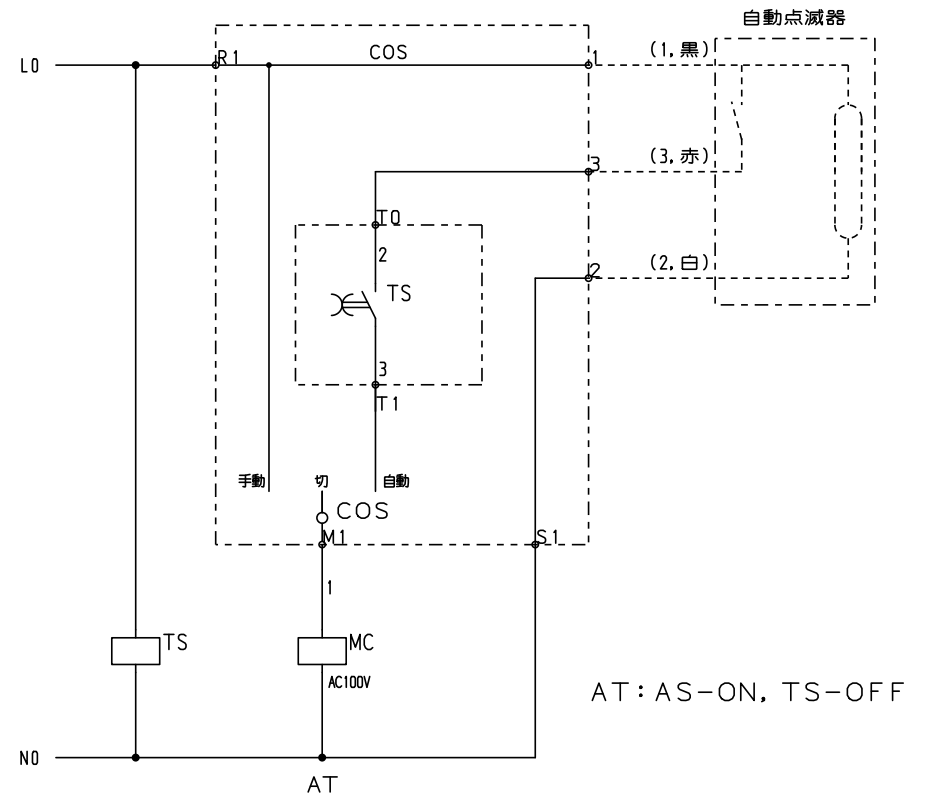 自動点滅器
L0
R1
COS
1
(1,黒)
3
(3,赤)
T0
2
TS
2
(2,白)
3
T1
手動
切
自動
COS
M1
S1
1
TS
MC
AC100V
AT:AS-ON, TS-OFF
N0
AT